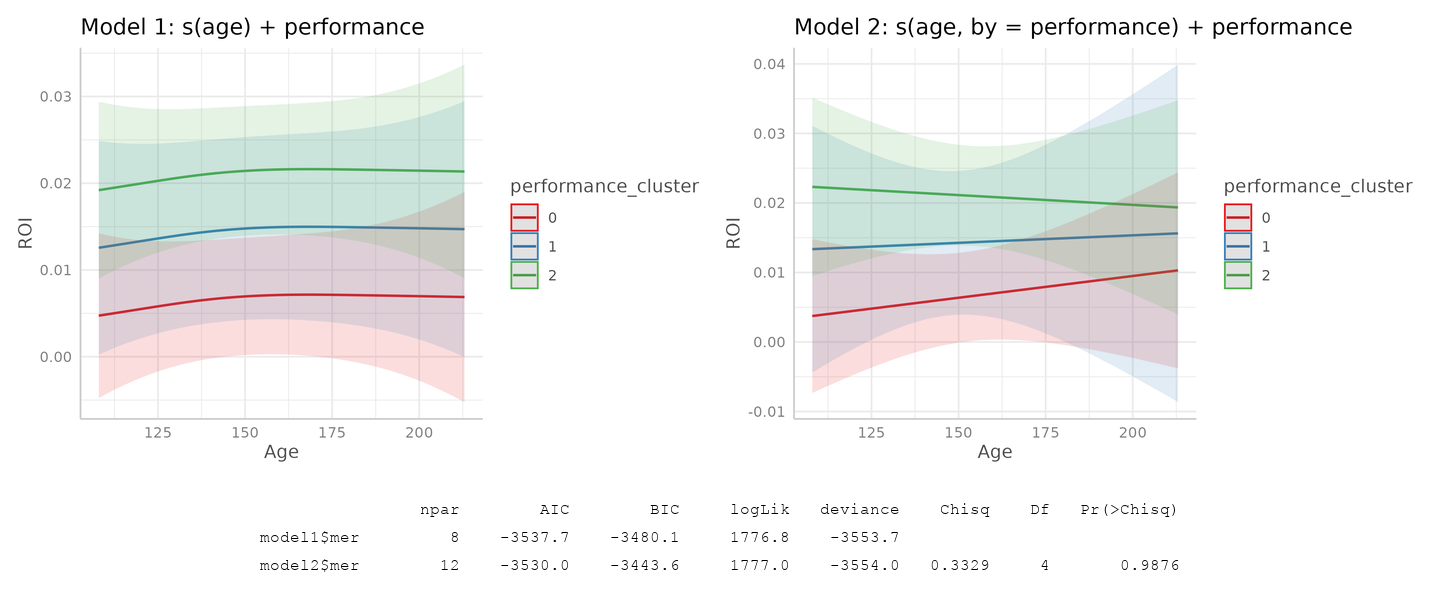 Model 1: s(age) + performance
0.03
0.02
0.01
0.00
ROI
125 150 175 200
Age
performance_cluster
0
1
2
Model 2: s(age, by = performance) + performance
0.04
0.03
0.02
0.01
0.00
-0.01
ROI
125 150 175 200
Age
performance_cluster
0
1
2
npar AIC BIC logLik deviance Chisq Df Pr(>Chisq)
model1$mer 8 -3537.7 -3480.1 1776.8 -3553.7
model2$mer 12 -3530.0 -3443.6 1777.0 -3554.0 0.3329 4 0.9876